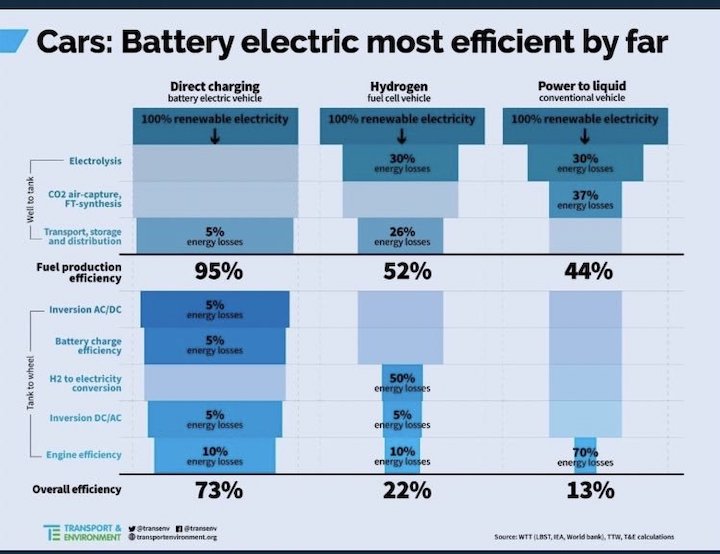 Cars: Battery electric most efficient by far
Direct charging
battery electric vehicle
Hydrogen
fuel cell vehicle
Power to liquid
conventional vehicle
100% renewable electricity
100% renewable electricity
100% renewable electricity
Well to tank
Electrolysis
30%
energy losses
30%
energy losses
CO2 air-capture,
FT-synthesis
37%
energy losses
Transport, storage
and distribution
5%
energy losses
26%
energy losses
Fuel production
efficiency
95%
52%
44%
Tank to wheel
Inversion AC/DC
5%
energy losses
Battery charge
efficiency
5%
energy losses
H2 to electricity
conversion
50%
energy losses
Inversion DC/AC
5%
energy losses
5%
energy losses
Engine efficiency
10%
energy losses
10%
energy losses
70%
energy losses
Overall efficiency
73%
22%
13%
TRANSPORT &
ENVIRONMENT
@transenv @transenv
transportenvironment.org
Source: WTT (LBST, IEA, World bank), TTW, T&E calculations